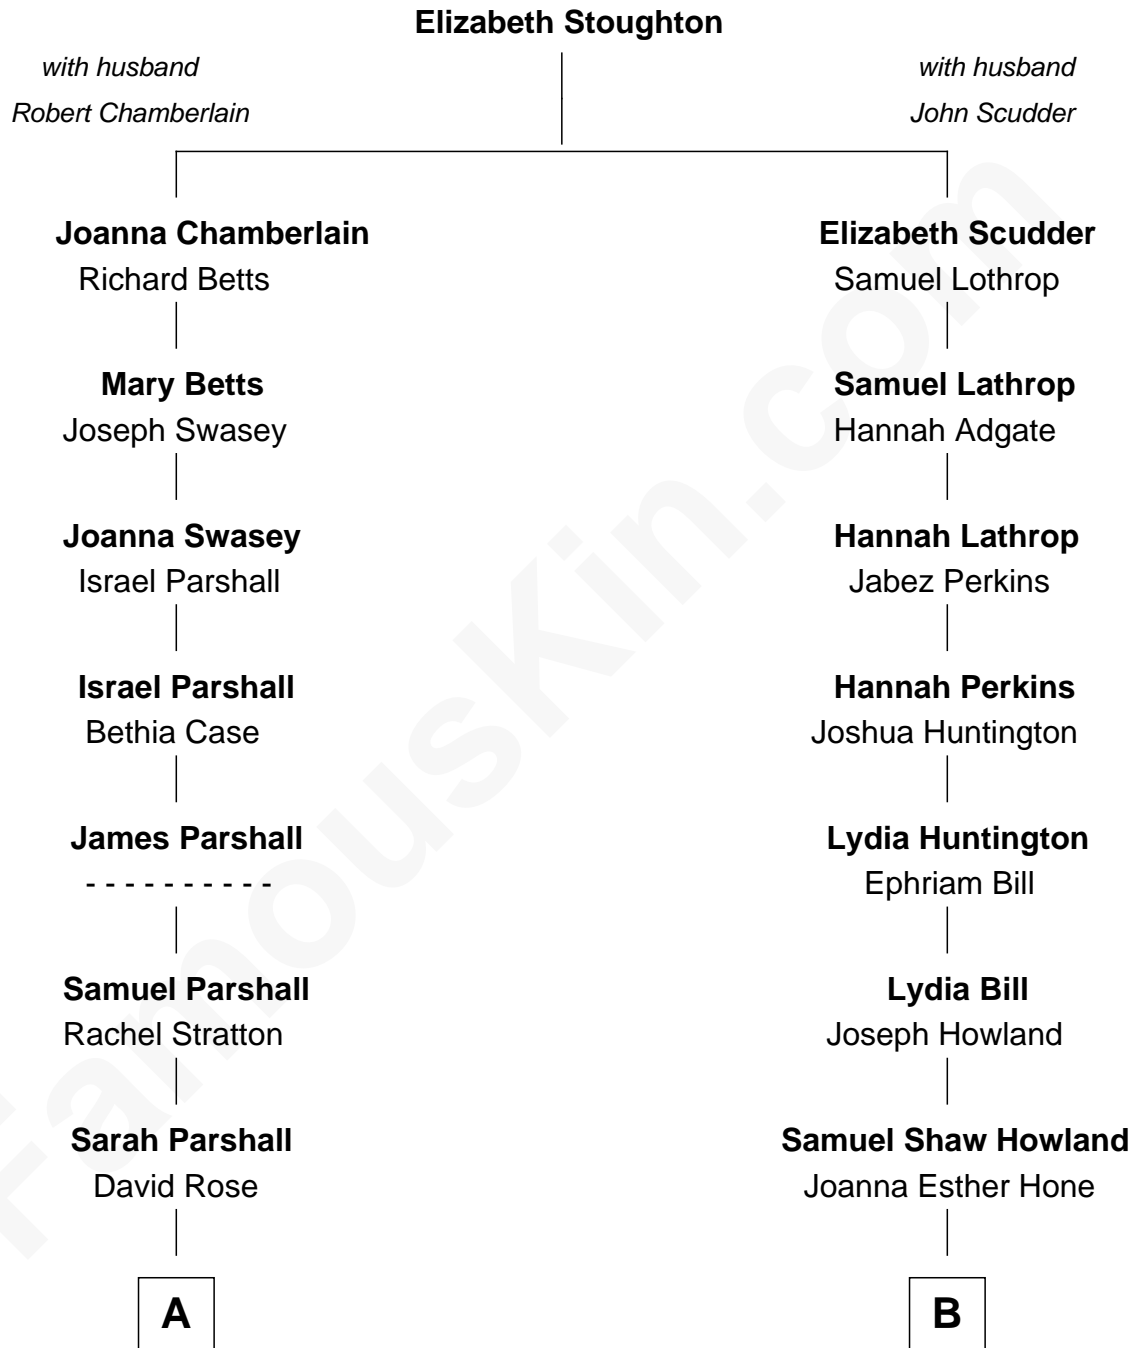 Elizabeth Stoughton
with husband
Robert Chamberlain
with husband
John Scudder
Joanna Chamberlain
Richard Betts
Mary Betts
Joseph Swasey
Joanna Swasey
Israel Parshall
Israel Parshall
Bethia Case
James Parshall
- - - - - - - - - -
Samuel Parshall
Rachel Stratton
Sarah Parshall
David Rose
A
Elizabeth Scudder
Samuel Lothrop
Samuel Lathrop
Hannah Adgate
Hannah Lathrop
Jabez Perkins
Hannah Perkins
Joshua Huntington
Lydia Huntington
Ephriam Bill
Lydia Bill
Joseph Howland
Samuel Shaw Howland
Joanna Esther Hone
B
FamousKin.com